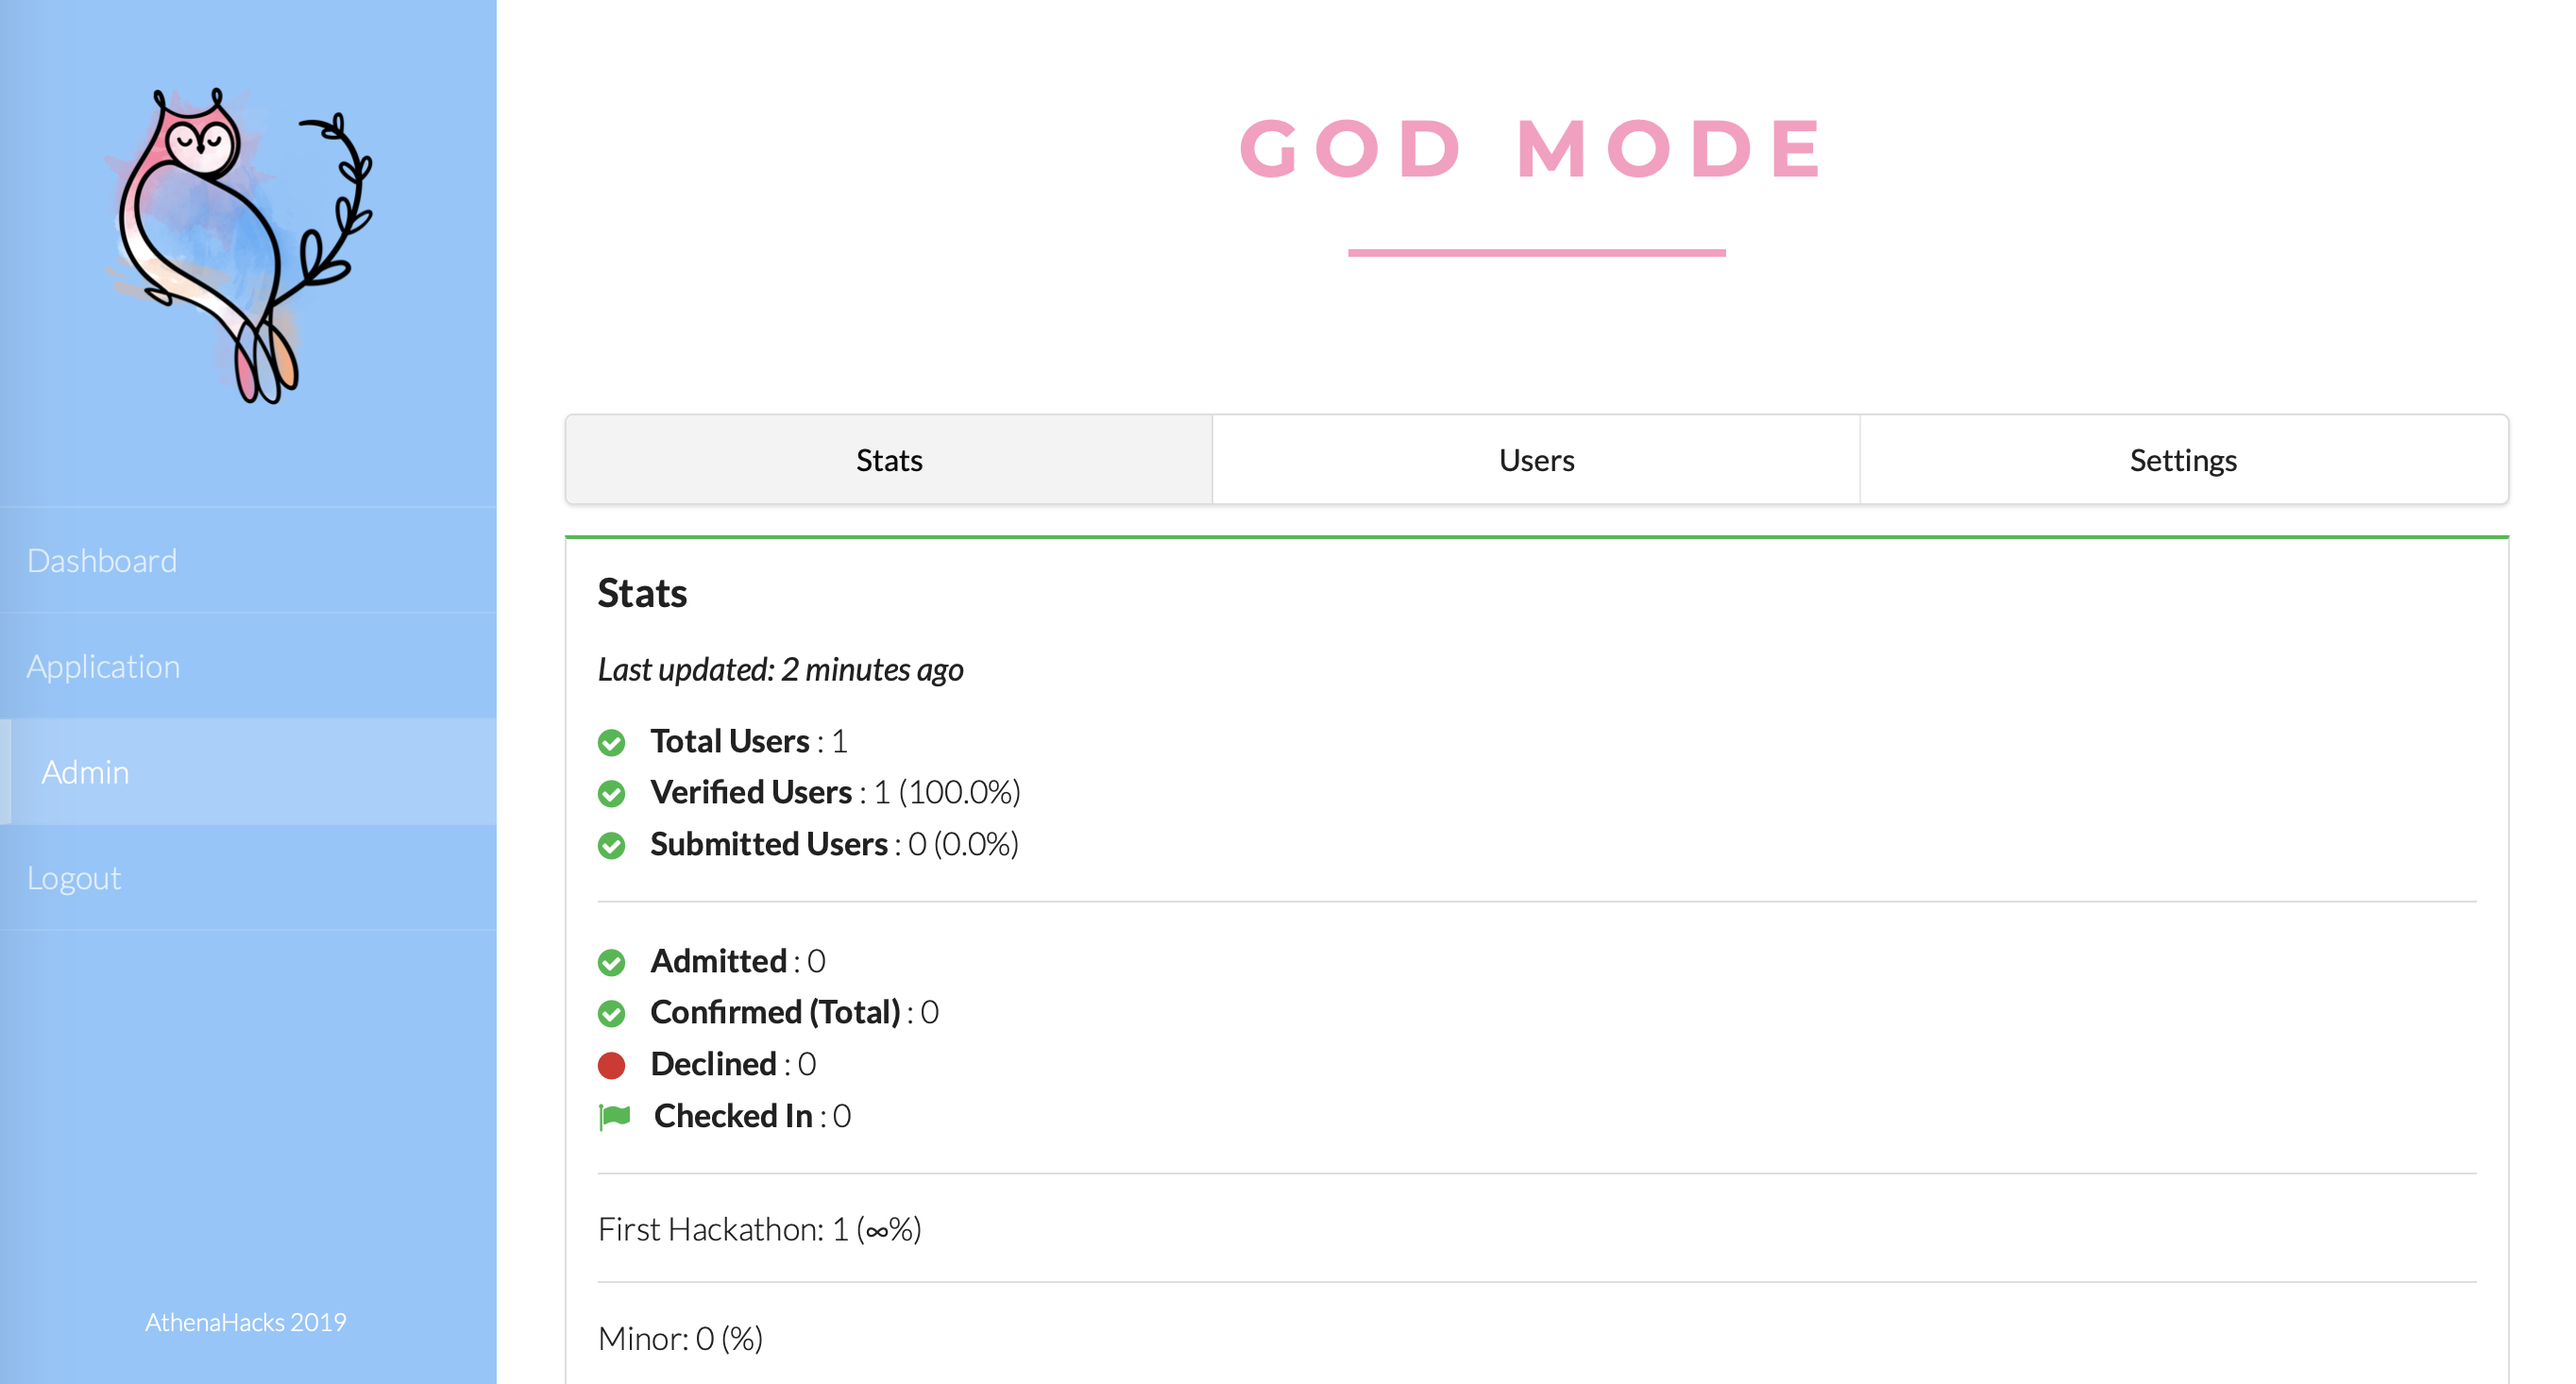 GOD MODE
Stats
Users
Settings
Dashboard
Application
Admin
Logout
AthenaHacks 2019
Stats
Last updated: 2 minutes ago
Total Users : 1
Verified Users : 1 (100.0%)
Submitted Users : 0 (0.0%)
Admitted : 0
Confirmed (Total) : 0
Declined : 0
Checked In : 0
First Hackathon: 1 (∞%)
Minor: 0 (%)